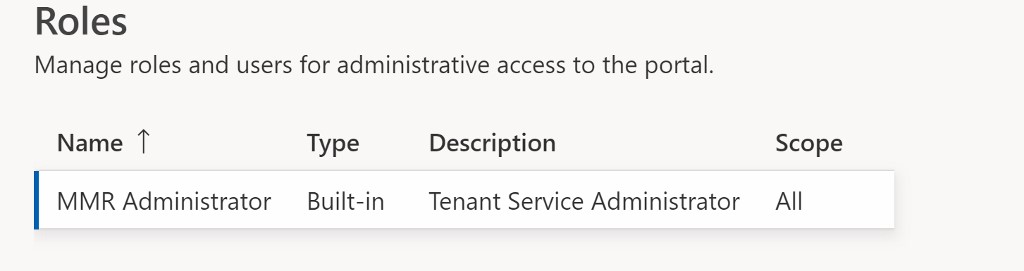 Roles
Manage roles and users for administrative access to the portal.
Name ↑ Type Description Scope
MMR Administrator Built-in Tenant Service Administrator All